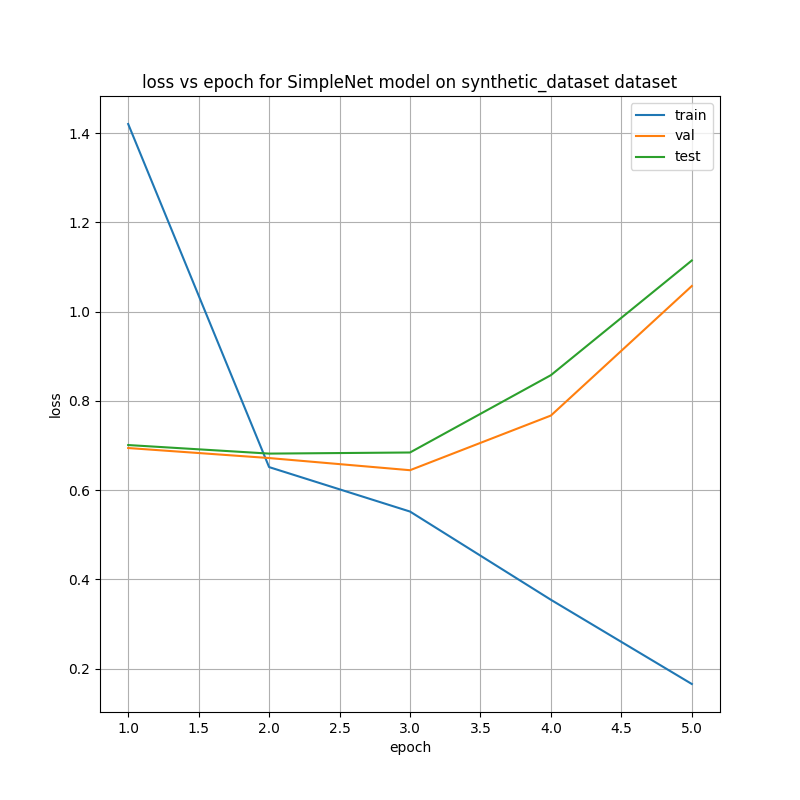 loss vs epoch for SimpleNet model on synthetic_dataset dataset
train
val
test
1.4
1.2
1.0
0.8
0.6
0.4
0.2
loss
1.0 1.5 2.0 2.5 3.0 3.5 4.0 4.5 5.0
epoch